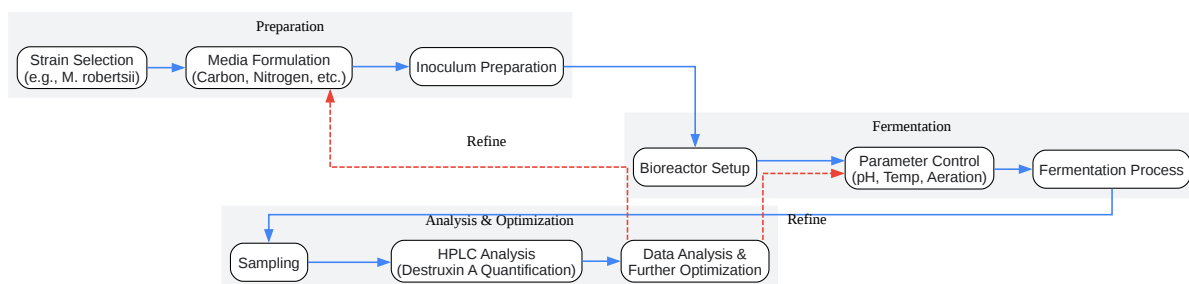 Preparation
Strain Selection
(e.g., M. robertsii)
Media Formulation
(Carbon, Nitrogen, etc.)
Inoculum Preparation
Refine
Fermentation
Bioreactor Setup
Parameter Control
(pH, Temp, Aeration)
Fermentation Process
Refine
Analysis & Optimization
Sampling
HPLC Analysis
(Destruxin A Quantification)
Data Analysis &
Further Optimization